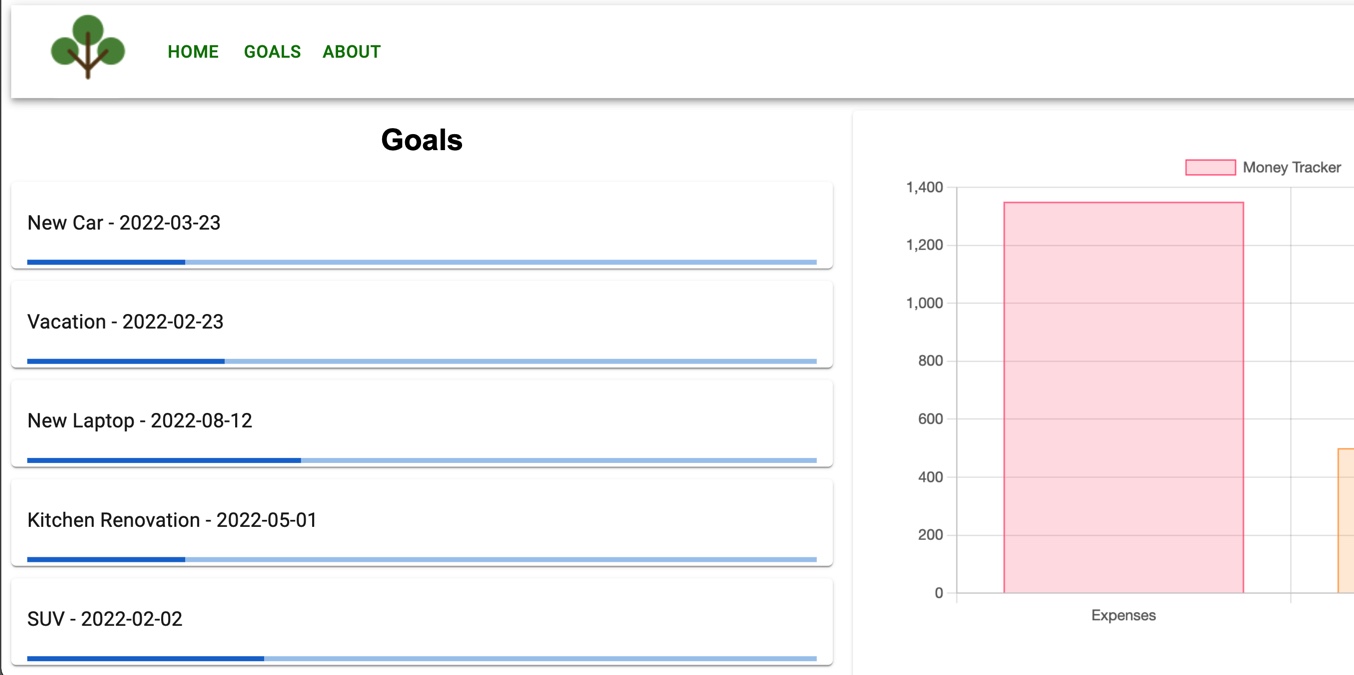 HOME GOALS ABOUT
Goals
New Car - 2022-03-23
Vacation - 2022-02-23
New Laptop - 2022-08-12
Kitchen Renovation - 2022-05-01
SUV - 2022-02-02
Money Tracker
1,400
1,200
1,000
800
600
400
200
0
Expenses